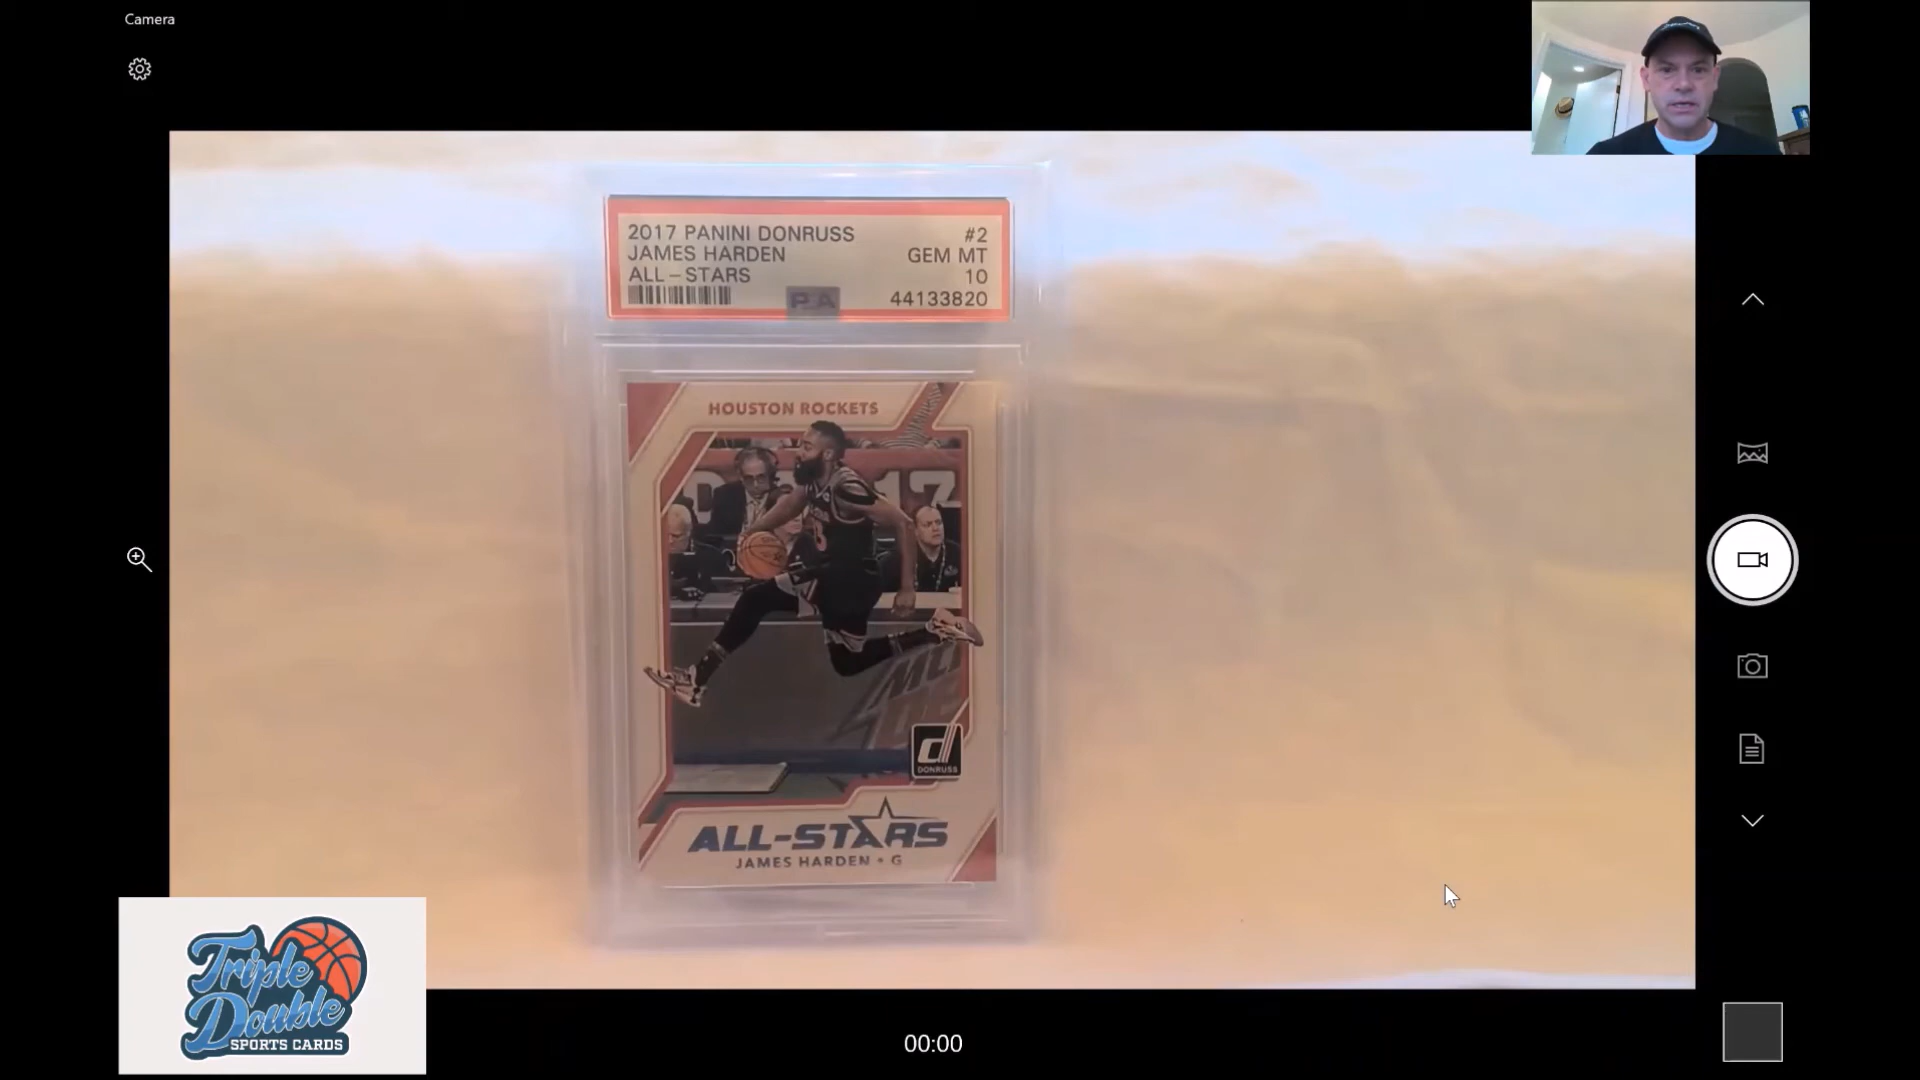 Camera
2017 PANINI DONRUSS #2
JAMES HARDEN GEM MT
ALL-STARS 10
44133820
HOUSTON ROCKETS
17
DONRUSS
ALL-STARS
JAMES HARDEN • G
Triple
Double
SPORTS CARDS
00:00